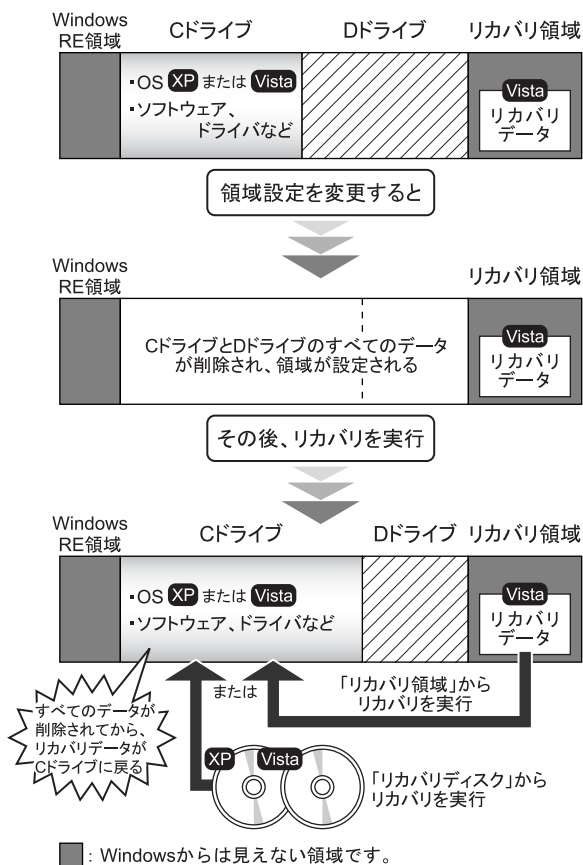 Windows
RE領域
Cドライブ
Dドライブ
リカバリ領域
▪OS XP または Vista
▪ソフトウェア、
ドライバなど
Vista
リカバリ
データ
領域設定を変更すると
Windows
RE領域
リカバリ領域
CドライブとDドライブのすべてのデータ
が削除され、領域が設定される
Vista
リカバリ
データ
その後、リカバリを実行
Windows
RE領域
Cドライブ
Dドライブ
リカバリ領域
▪OS XP または Vista
▪ソフトウェア、ドライバなど
Vista
リカバリ
データ
すべてのデータが
削除されてから、
リカバリデータが
Cドライブに戻る
または
「リカバリ領域」から
リカバリを実行
XP
Vista
「リカバリディスク」から
リカバリを実行
: Windowsからは見えない領域です。